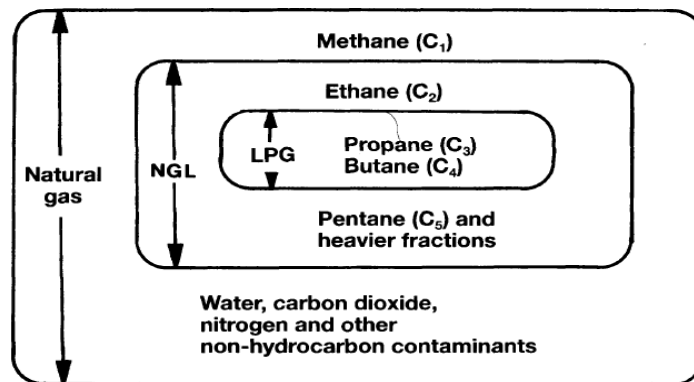 Methane (C₁)
Ethane (C₂)
Propane (C₃)
Butane (C₄)
LPG
NGL
Natural
gas
Pentane (C₅) and
heavier fractions
Water, carbon dioxide,
nitrogen and other
non-hydrocarbon contaminants